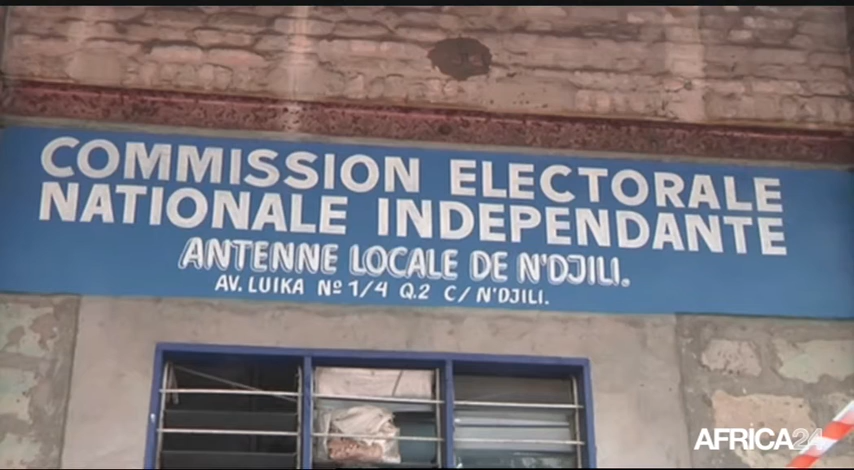 COMMISSION ELECTORALE
NATIONALE INDEPENDANTE
ANTENNE LOCALE DE N'DJILI.
AV. LUIKA Nº 1/4 Q.2 C/ N'DJILI.
AFRICA24